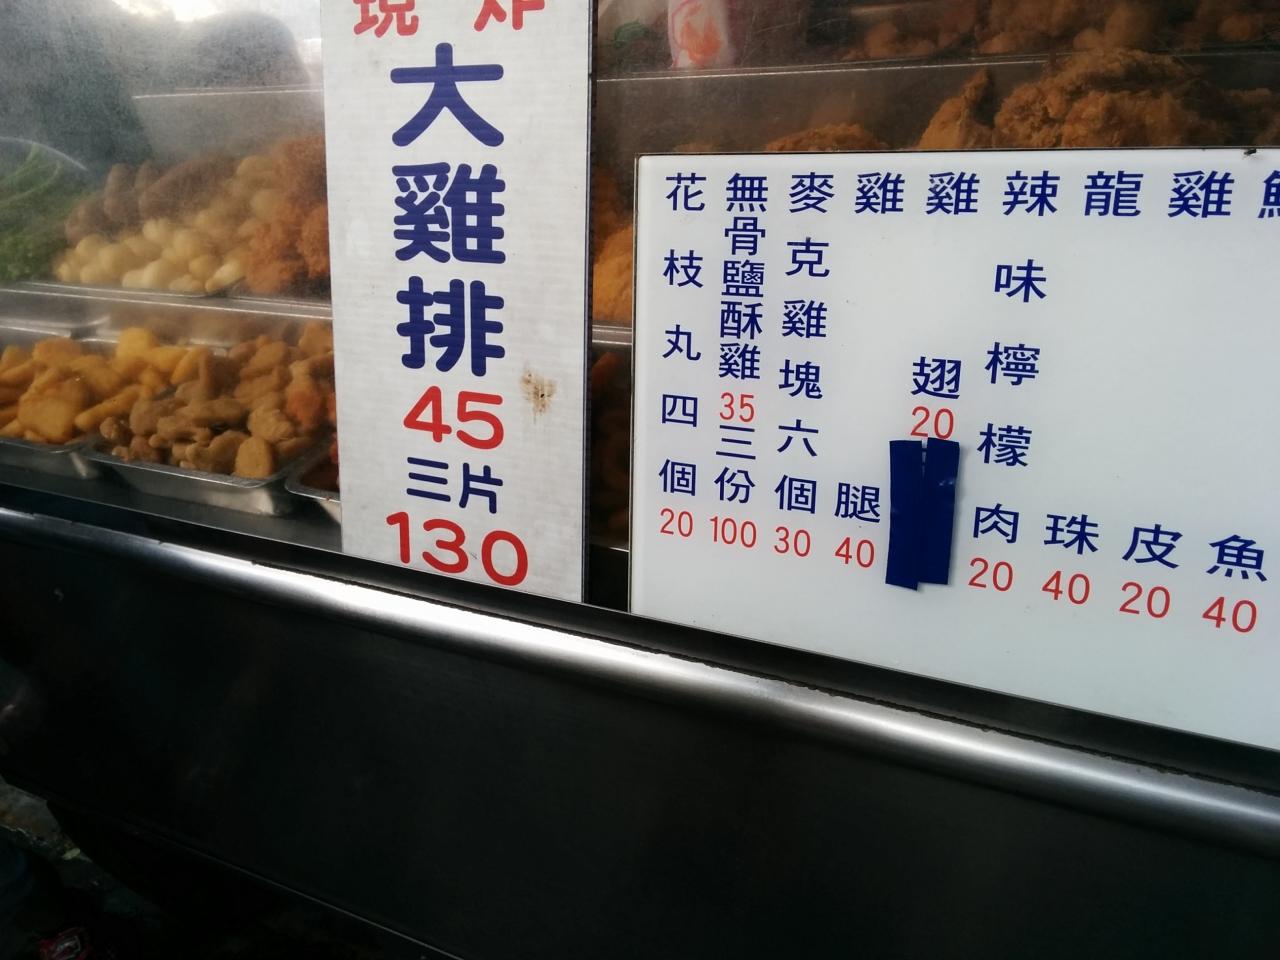 現炸
大雞排
45
三片
130
花枝丸四個
20
無骨鹽酥雞
35
三份
100
麥克雞塊六個
30
雞腿
40
雞翅
20
辣味檸檬肉
20
龍珠
40
雞皮
20
魚
40